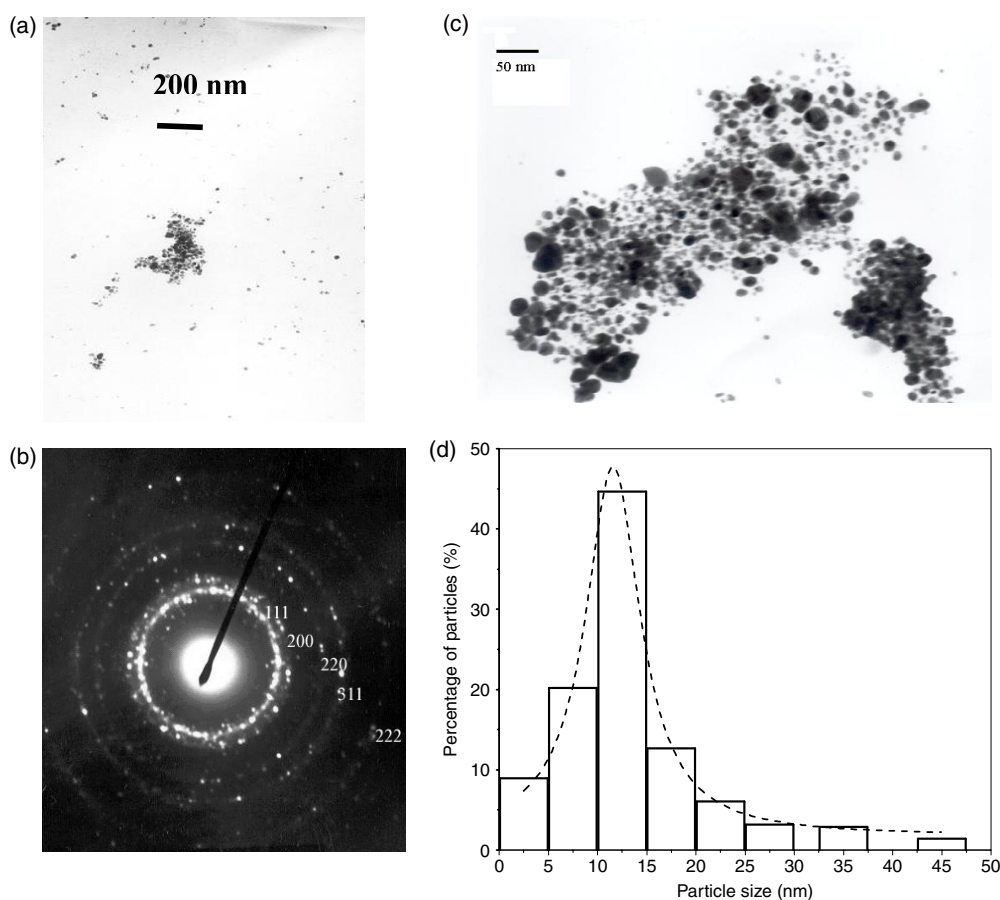 (a)
200 nm
(c)
50 nm
(b)
111
200
220
311
222
(d)
Percentage of particles (%)
50
40
30
20
10
0
0 5 10 15 20 25 30 35 40 45 50
Particle size (nm)